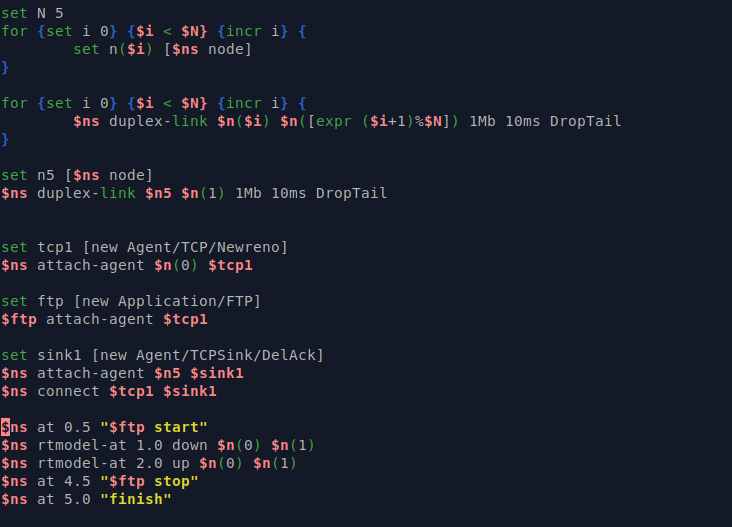 set N 5
for {set i 0} {$i < $N} {incr i} {
set n($i) [$ns node]
}
for {set i 0} {$i < $N} {incr i} {
$ns duplex-link $n($i) $n([expr ($i+1)%$N]) 1Mb 10ms DropTail
}
set n5 [$ns node]
$ns duplex-link $n5 $n(1) 1Mb 10ms DropTail
set tcp1 [new Agent/TCP/Newreno]
$ns attach-agent $n(0) $tcp1
set ftp [new Application/FTP]
$ftp attach-agent $tcp1
set sink1 [new Agent/TCPSink/DelAck]
$ns attach-agent $n5 $sink1
$ns connect $tcp1 $sink1
$ns at 0.5 "$ftp start"
$ns rtmodel-at 1.0 down $n(0) $n(1)
$ns rtmodel-at 2.0 up $n(0) $n(1)
$ns at 4.5 "$ftp stop"
$ns at 5.0 "finish"